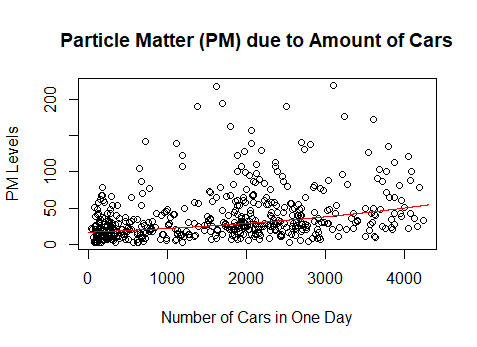 Particle Matter (PM) due to Amount of Cars
PM Levels
200
100
50
0
0 1000 2000 3000 4000
Number of Cars in One Day